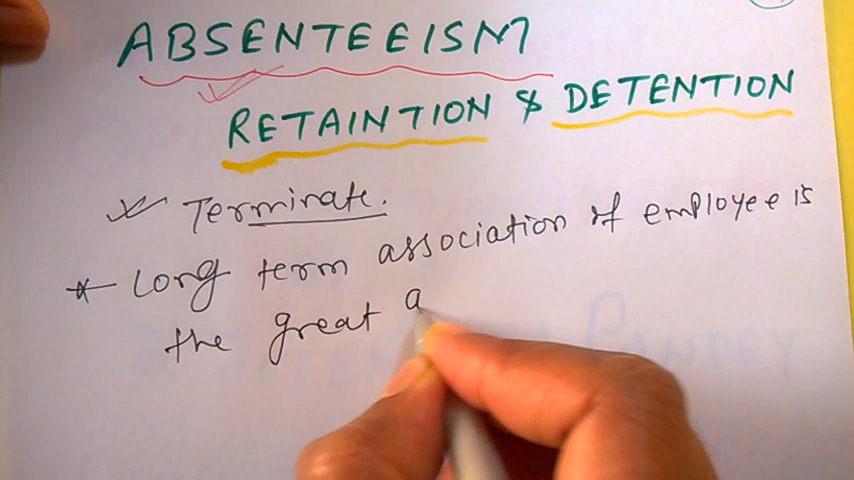 ABSENTEEISM
RETAINTION & DETENTION
Terminate.
* Long term association of employee is
the great a